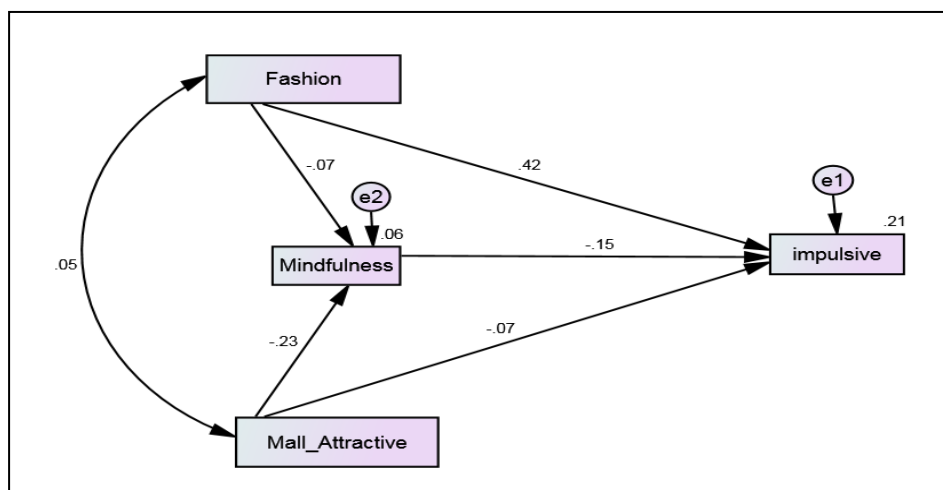 Fashion
-.07
.42
e2
e1
.06
.21
Mindfulness
-.15
impulsive
.05
-.23
-.07
Mall_Attractive